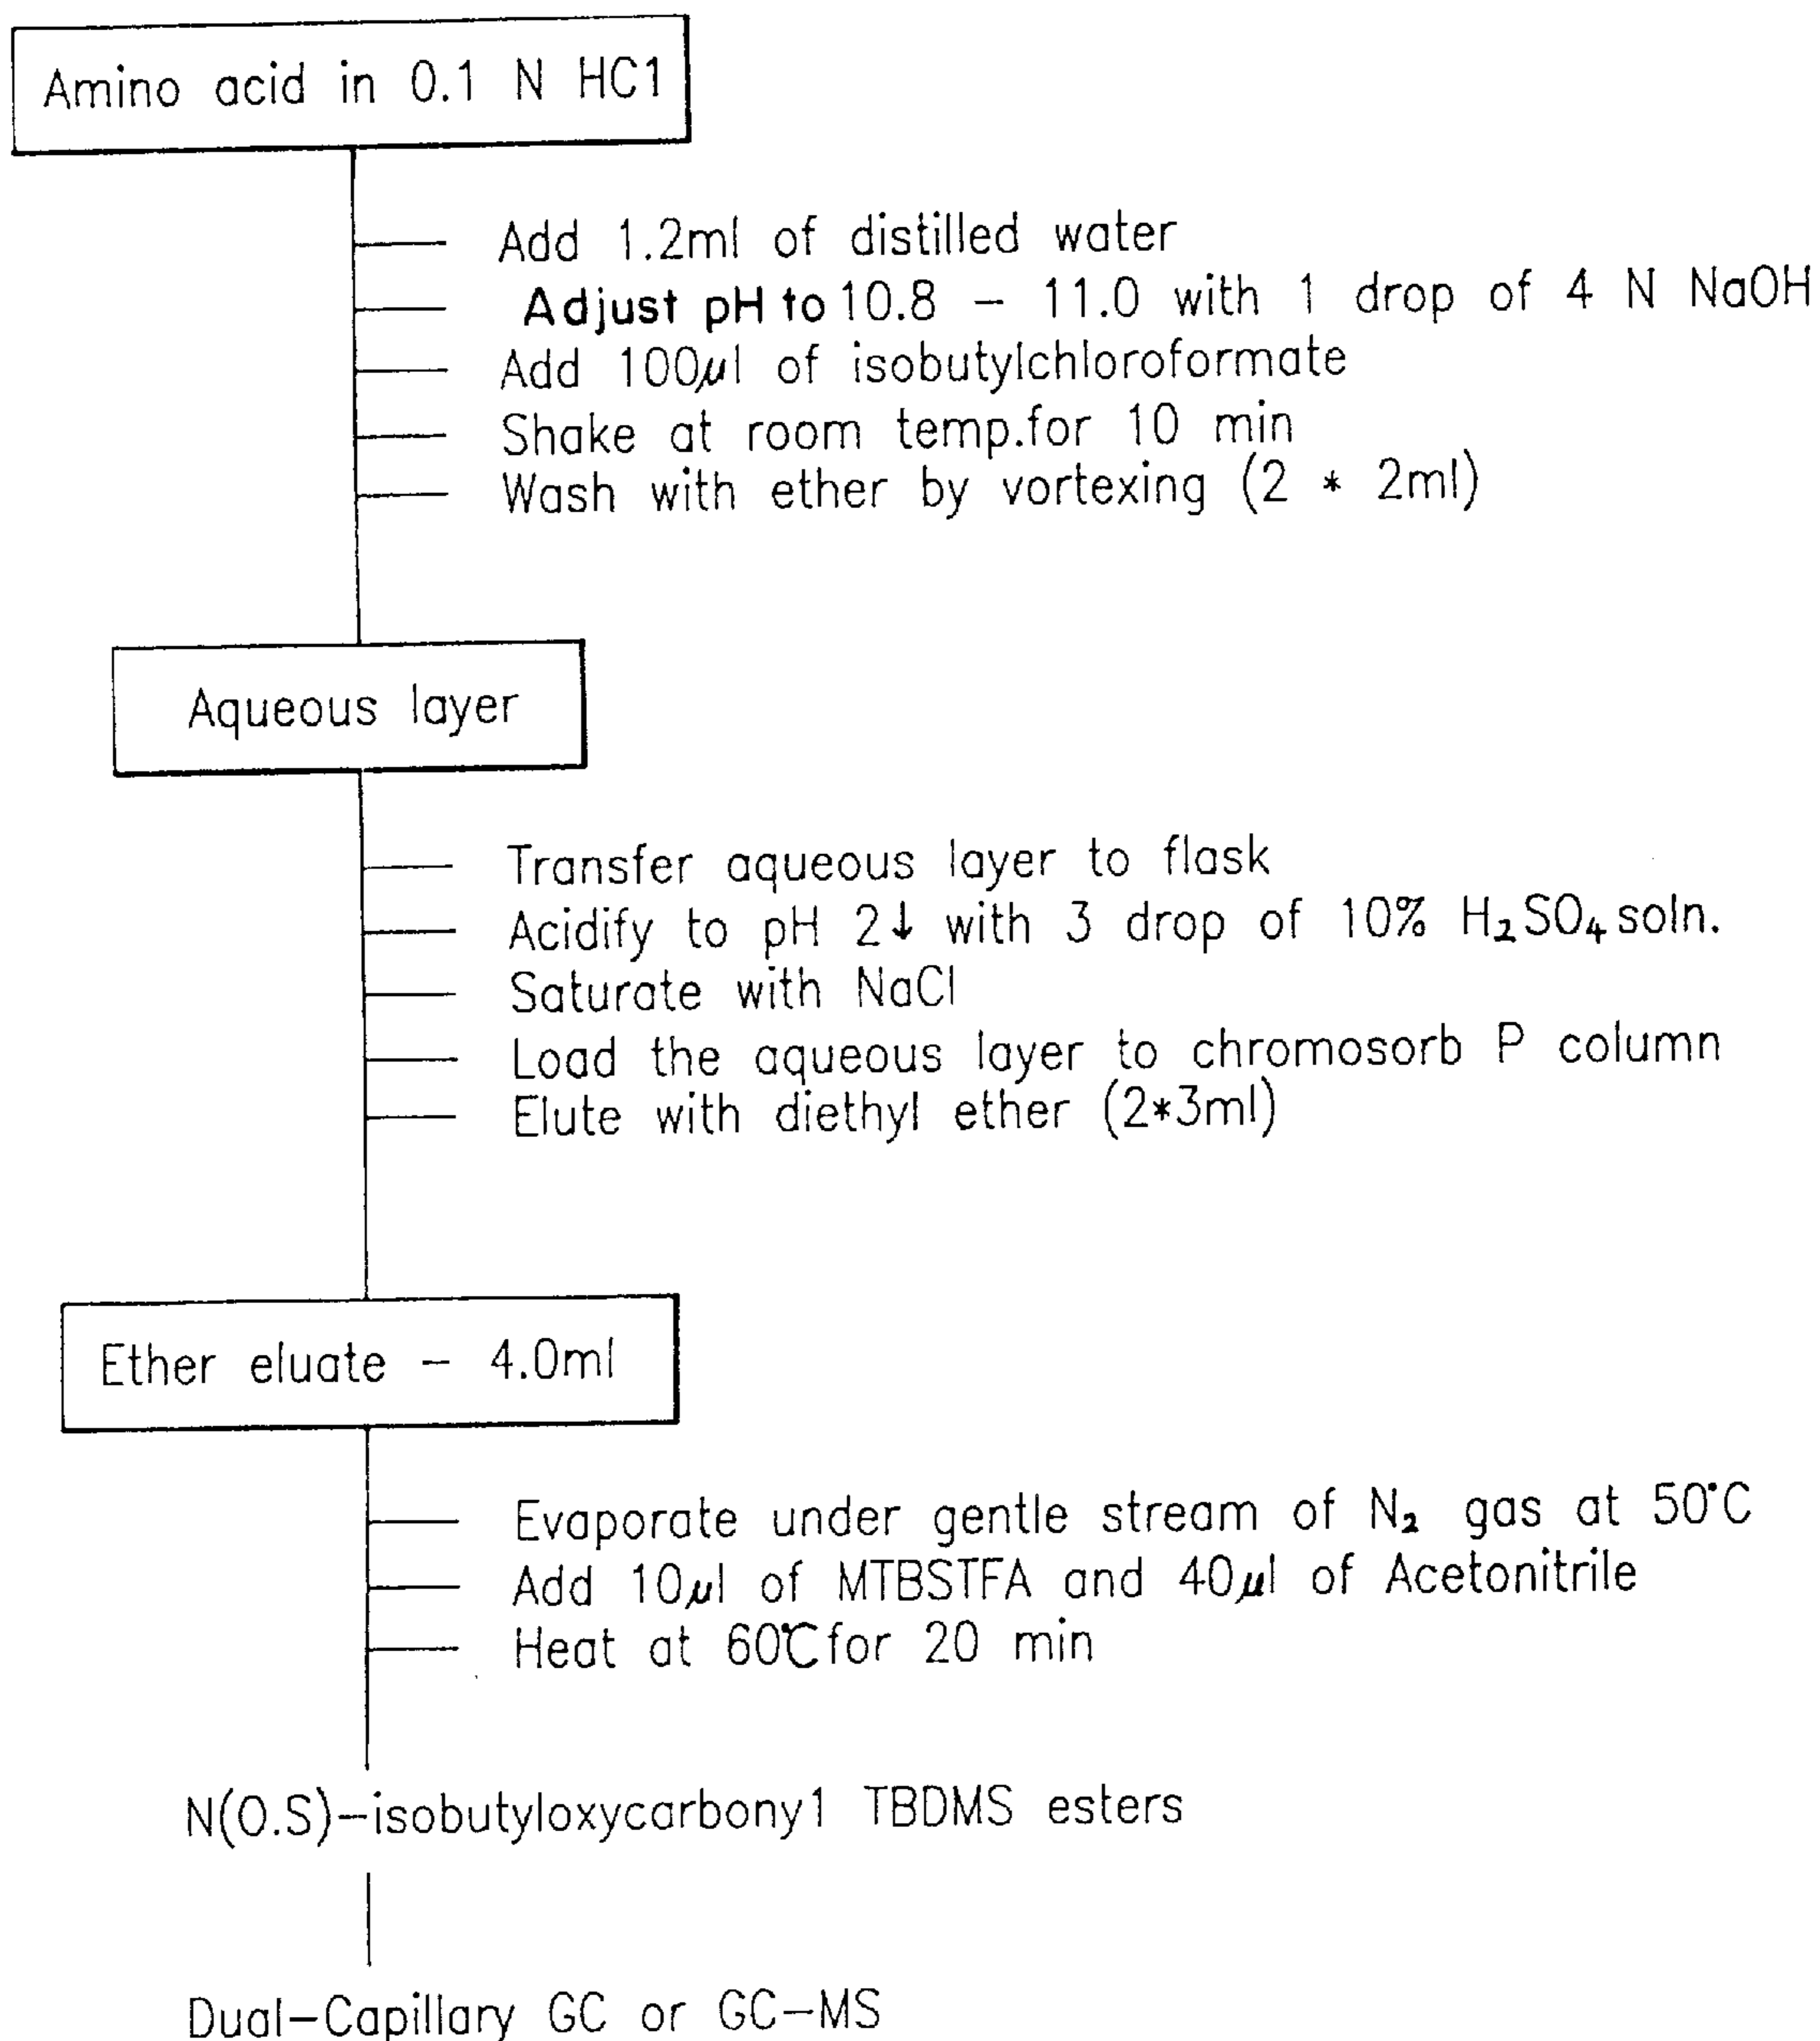 Amino acid in 0.1 N HC1
Add 1.2ml of distilled water
Adjust pH to 10.8 – 11.0 with 1 drop of 4 N NaOH
Add 100μl of isobutylchloroformate
Shake at room temp.for 10 min
Wash with ether by vortexing (2 * 2ml)
Aqueous layer
Transfer aqueous layer to flask
Acidify to pH 2↓ with 3 drop of 10% H₂SO₄ soln.
Saturate with NaCl
Load the aqueous layer to chromosorb P column
Elute with diethyl ether (2*3ml)
Ether eluate – 4.0ml
Evaporate under gentle stream of N₂ gas at 50°C
Add 10μl of MTBSTFA and 40μl of Acetonitrile
Heat at 60℃for 20 min
N(O.S)–isobutyloxycarbony1 TBDMS esters
Dual–Capillary GC or GC–MS